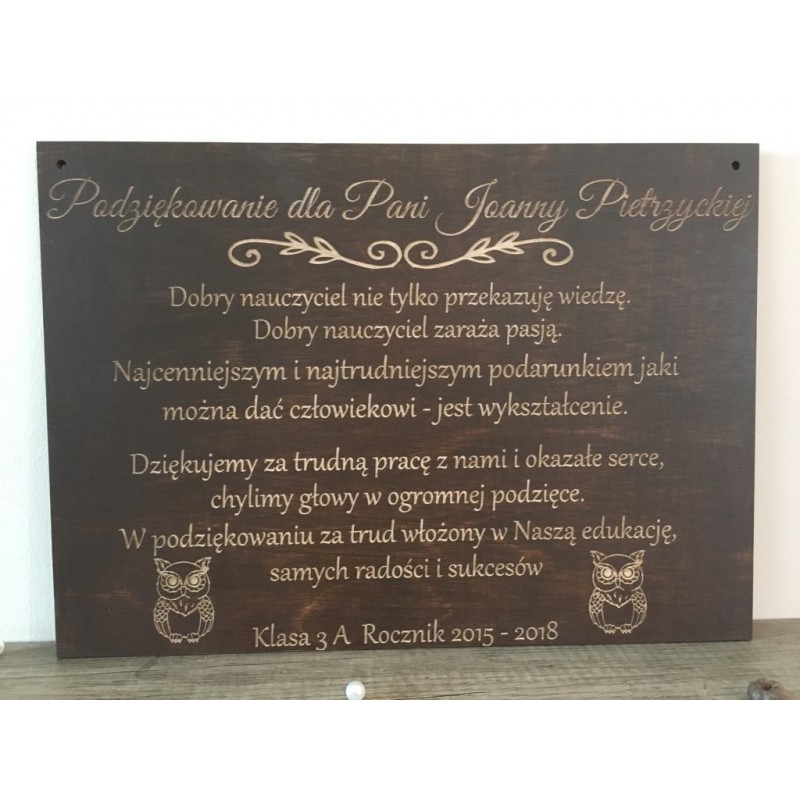 Podziękowanie dla Pani Joanny Pietrzyckiej
Dobry nauczyciel nie tylko przekazuję wiedzę.
Dobry nauczyciel zaraża pasją.
Najcenniejszym i najtrudniejszym podarunkiem jaki
można dać człowiekowi - jest wykształcenie.
Dziękujemy za trudną pracę z nami i okazałe serce,
chylimy głowy w ogromnej podzięce.
W podziękowaniu za trud włożony w Naszą edukację,
samych radości i sukcesów
Klasa 3 A Rocznik 2015 - 2018